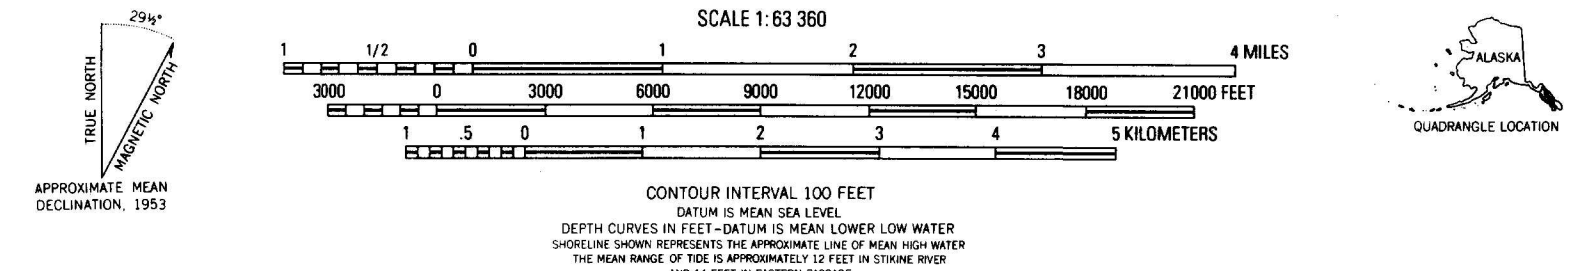 29½°
TRUE NORTH
MAGNETIC NORTH
APPROXIMATE MEAN
DECLINATION, 1953
SCALE 1:63 360
1 1/2 0 1 2 3 4 MILES
3000 0 3000 6000 9000 12000 15000 18000 21000 FEET
1 .5 0 1 2 3 4 5 KILOMETERS
CONTOUR INTERVAL 100 FEET
DATUM IS MEAN SEA LEVEL
DEPTH CURVES IN FEET-DATUM IS MEAN LOWER LOW WATER
SHORELINE SHOWN REPRESENTS THE APPROXIMATE LINE OF MEAN HIGH WATER
THE MEAN RANGE OF TIDE IS APPROXIMATELY 12 FEET IN STIKINE RIVER
ALASKA
QUADRANGLE LOCATION